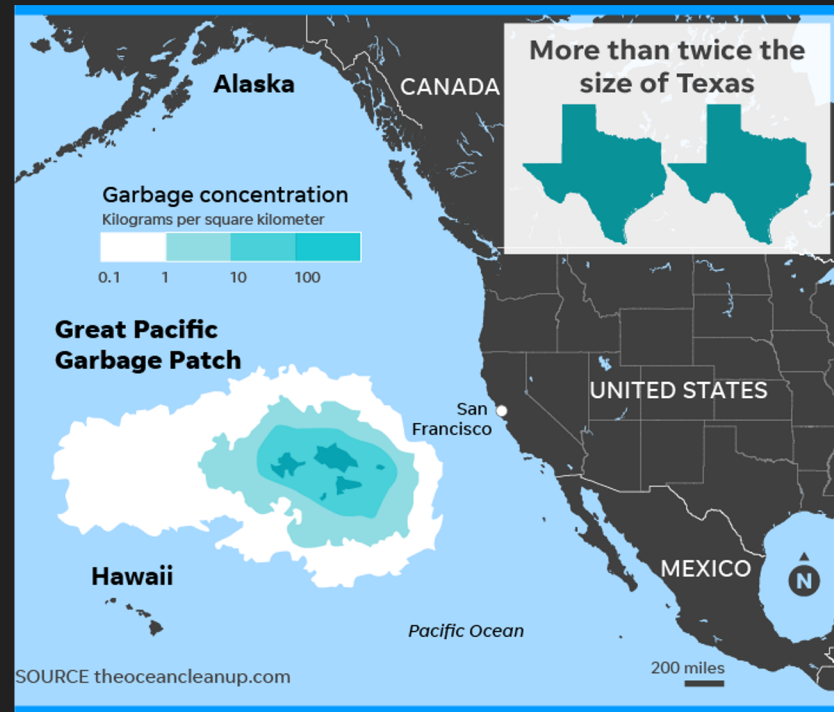 More than twice the
size of Texas
Alaska
CANADA
Garbage concentration
Kilograms per square kilometer
0.1 1 10 100
Great Pacific
Garbage Patch
UNITED STATES
San
Francisco
Hawaii
MEXICO
N
Pacific Ocean
200 miles
SOURCE theoceancleanup.com